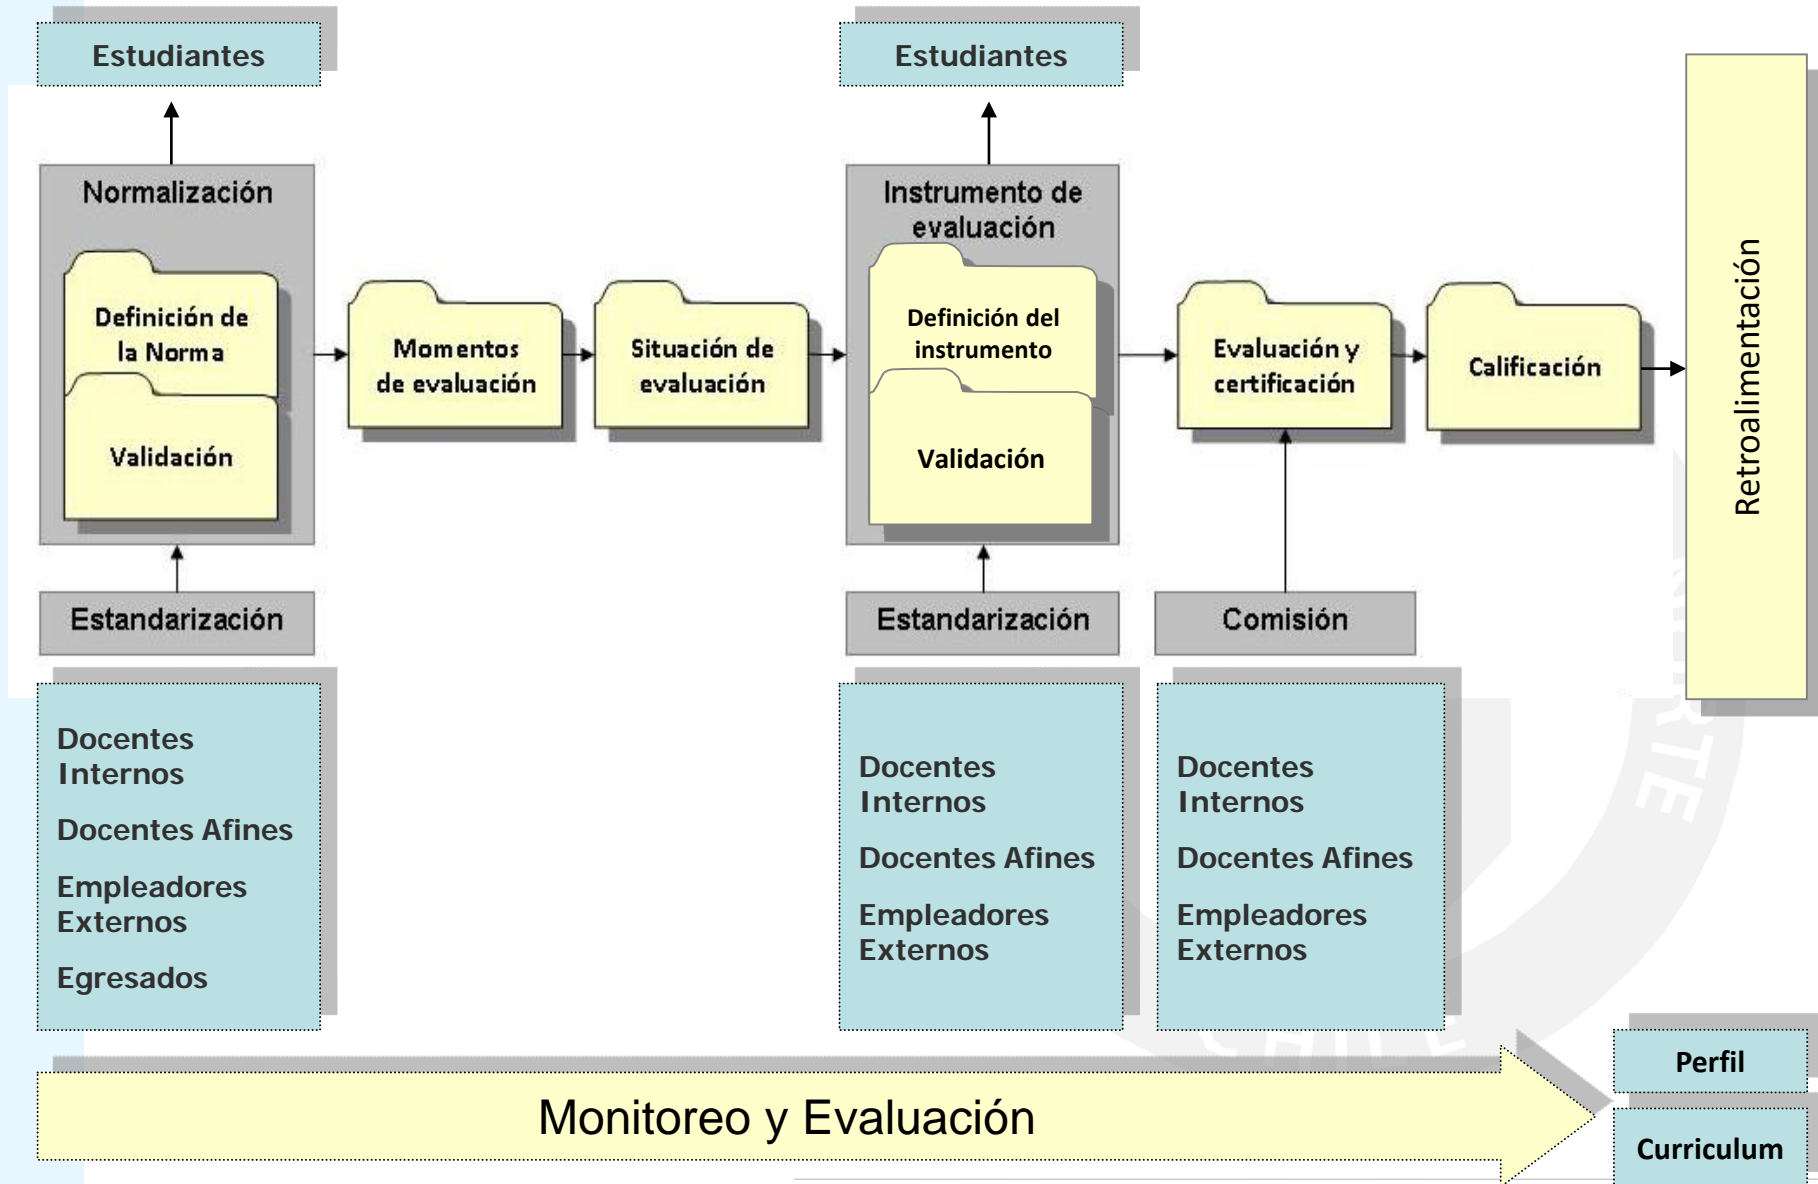 Estudiantes
Estudiantes
Normalización
Definición de
la Norma
Validación
Momentos
de evaluación
Situación de
evaluación
Instrumento de
evaluación
Definición del
instrumento
Validación
Evaluación y
certificación
Calificación
Retroalimentación
Estandarización
Estandarización
Comisión
Docentes
Internos
Docentes Afines
Empleadores
Externos
Egresados
Docentes
Internos
Docentes Afines
Empleadores
Externos
Docentes
Internos
Docentes Afines
Empleadores
Externos
CHILE
Monitoreo y Evaluación
Perfil
Curriculum